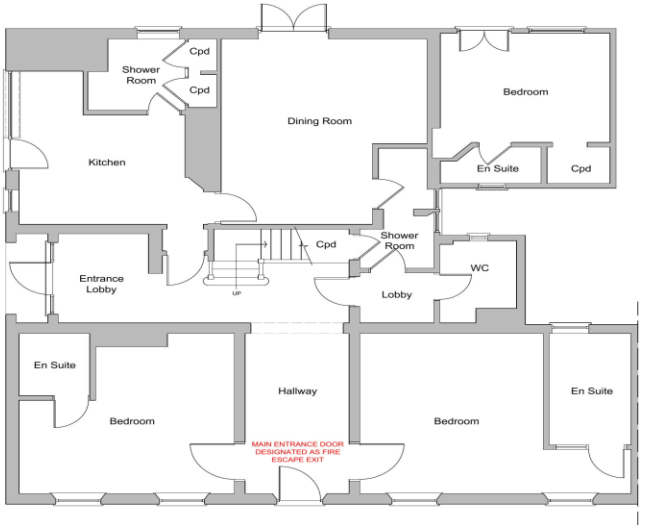 Cpd
Shower
Room
Cpd
Bedroom
Dining Room
Kitchen
En Suite
Cpd
Shower
Room
Cpd
WC
Entrance
Lobby
UP
Lobby
En Suite
Hallway
En Suite
Bedroom
Bedroom
MAIN ENTRANCE DOOR
DESIGNATED AS FIRE
ESCAPE EXIT